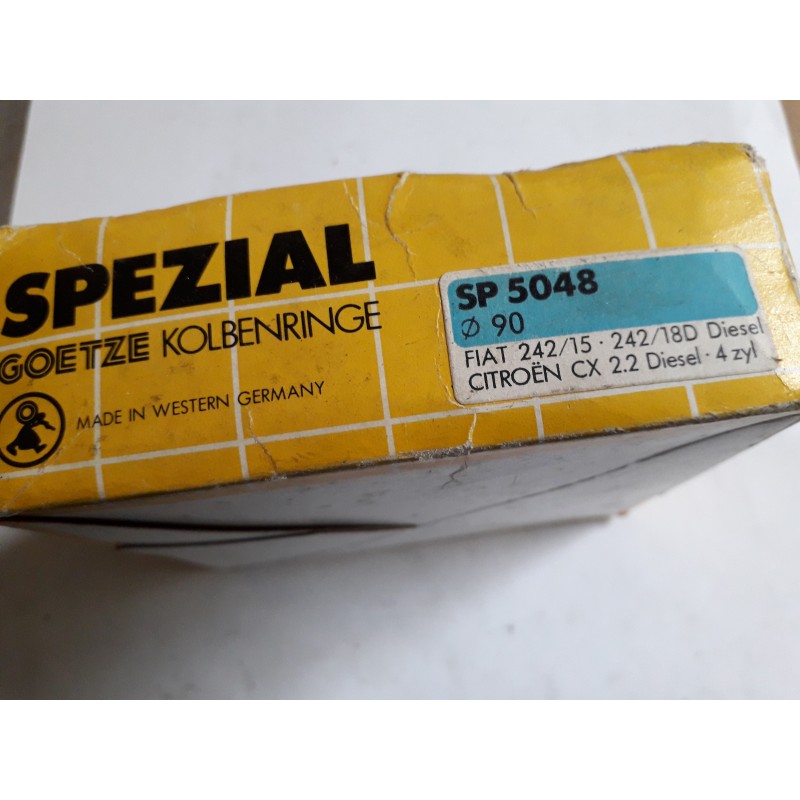 SPEZIAL
GOETZE KOLBENRINGE
MADE IN WESTERN GERMANY
SP 5048
Ø 90
FIAT 242/15 · 242/18D Diesel
CITROËN CX 2.2 Diesel · 4 zyl